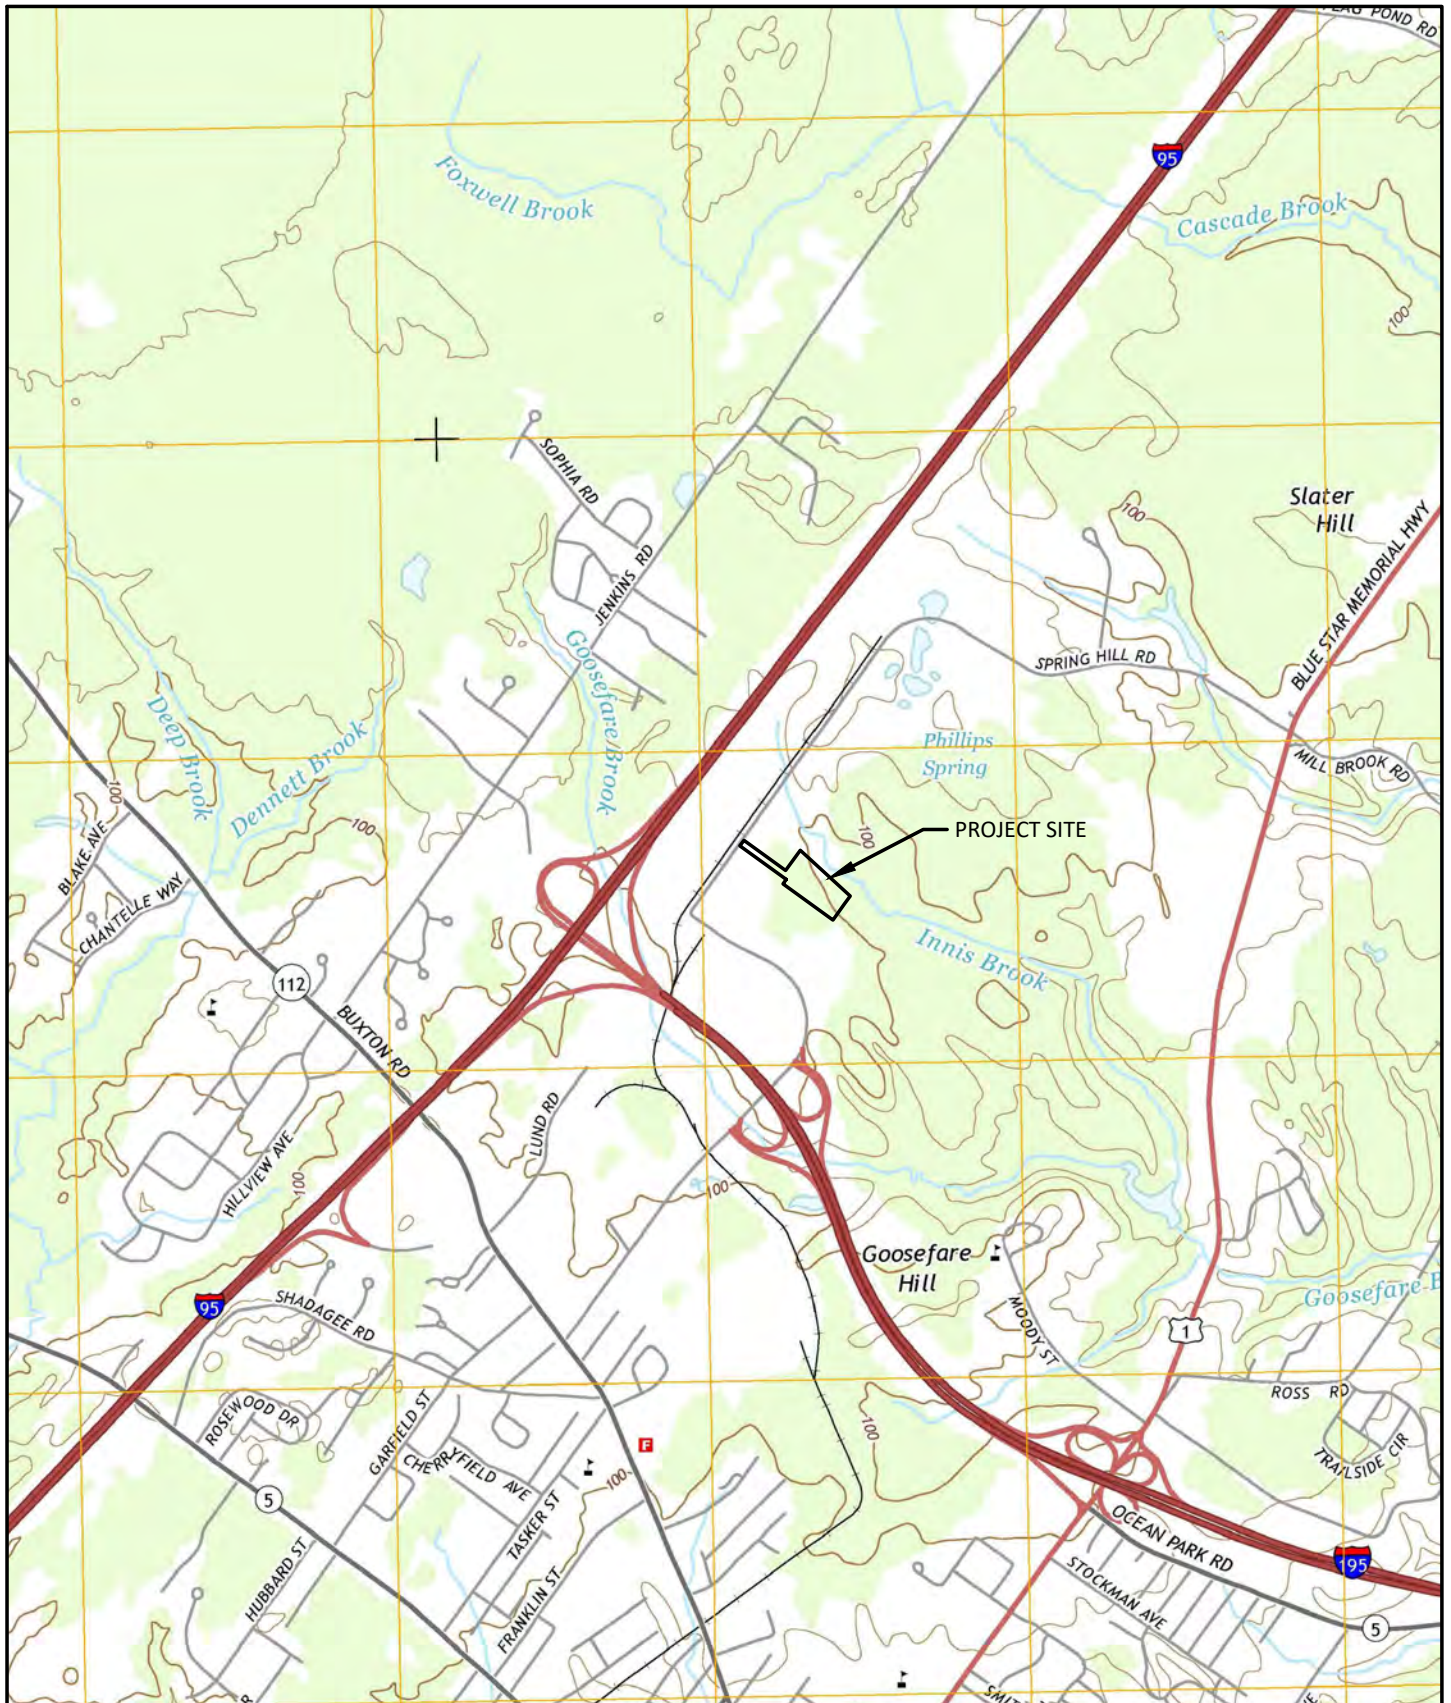 FLAG POND RD
95
Foxwell Brook
Cascade Brook
100
SOPHIA RD
Slater
Hill
100
BLUE STAR MEMORIAL HWY
JENKINS RD
Goosefare Brook
SPRING HILL RD
Deep Brook
Dennett Brook
Phillips
Spring
MILL BROOK RD
100
100
100
PROJECT SITE
BLAKE AVE
CHANTELLE WAY
Innis Brook
112
BUXTON RD
LUND RD
HILLVIEW AVE
100
100
Goosefare
Hill
Goosefare B
95
SHADAGEE RD
MOODY ST
1
ROSS RD
ROSEWOOD DR
GARFIELD ST
CHERRYFIELD AVE
F
100
100
TRAILSIDE CIR
5
TASKER ST
OCEAN PARK RD
195
HUBBARD ST
FRANKLIN ST
STOCKMAN AVE
5